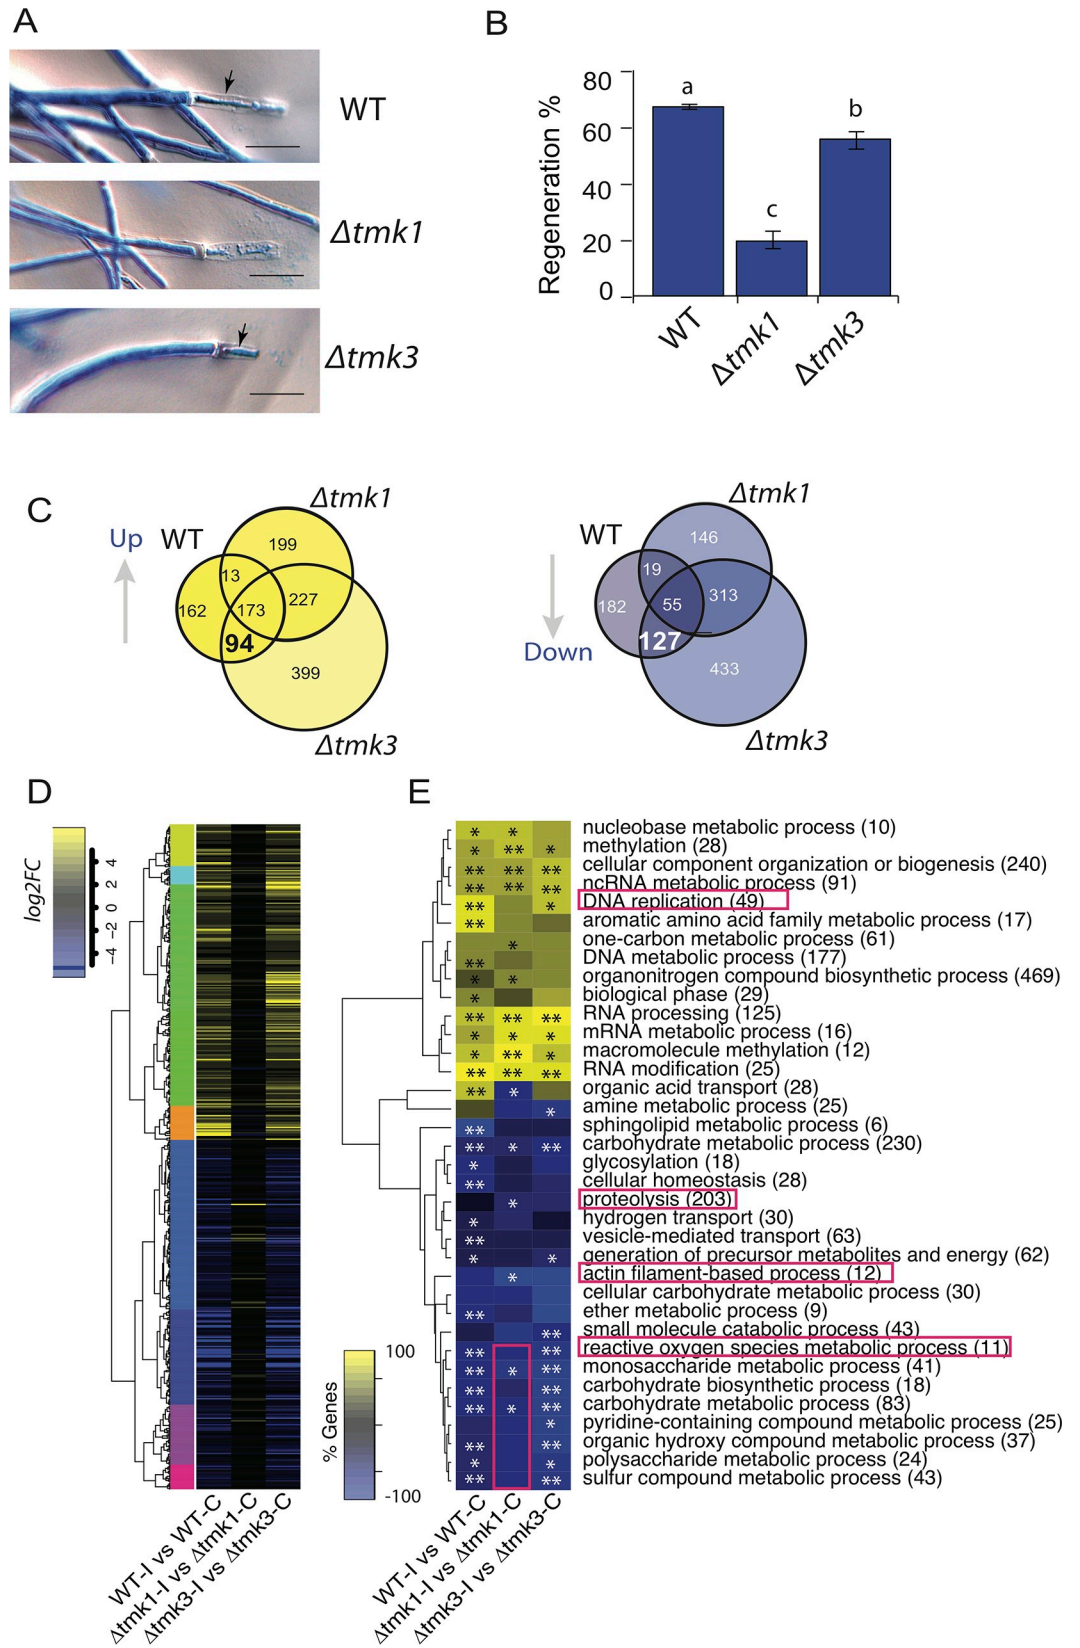 A
WT
Δtmk1
Δtmk3
B
Regeneration %
80
60
40
20
0
a
c
b
WT
Δtmk1
Δtmk3
C
Up
WT
Δtmk1
199
13
162
173
227
94
399
Δtmk3
Down
WT
Δtmk1
146
19
182
55
313
127
433
Δtmk3
D
log2FC
-4 -2 0 2 4
WT-I vs WT-C
Δtmk1-I vs Δtmk1-C
Δtmk3-I vs Δtmk3-C
E
nucleobase metabolic process (10)
methylation (28)
cellular component organization or biogenesis (240)
ncRNA metabolic process (91)
DNA replication (49)
aromatic amino acid family metabolic process (17)
one-carbon metabolic process (61)
DNA metabolic process (177)
organonitrogen compound biosynthetic process (469)
biological phase (29)
RNA processing (125)
mRNA metabolic process (16)
macromolecule methylation (12)
RNA modification (25)
organic acid transport (28)
amine metabolic process (25)
sphingolipid metabolic process (6)
carbohydrate metabolic process (230)
glycosylation (18)
cellular homeostasis (28)
proteolysis (203)
hydrogen transport (30)
vesicle-mediated transport (63)
generation of precursor metabolites and energy (62)
actin filament-based process (12)
cellular carbohydrate metabolic process (30)
ether metabolic process (9)
small molecule catabolic process (43)
reactive oxygen species metabolic process (11)
monosaccharide metabolic process (41)
carbohydrate biosynthetic process (18)
carbohydrate metabolic process (83)
pyridine-containing compound metabolic process (25)
organic hydroxy compound metabolic process (37)
polysaccharide metabolic process (24)
sulfur compound metabolic process (43)
% Genes
100
-100
WT-I vs WT-C
Δtmk1-I vs Δtmk1-C
Δtmk3-I vs Δtmk3-C